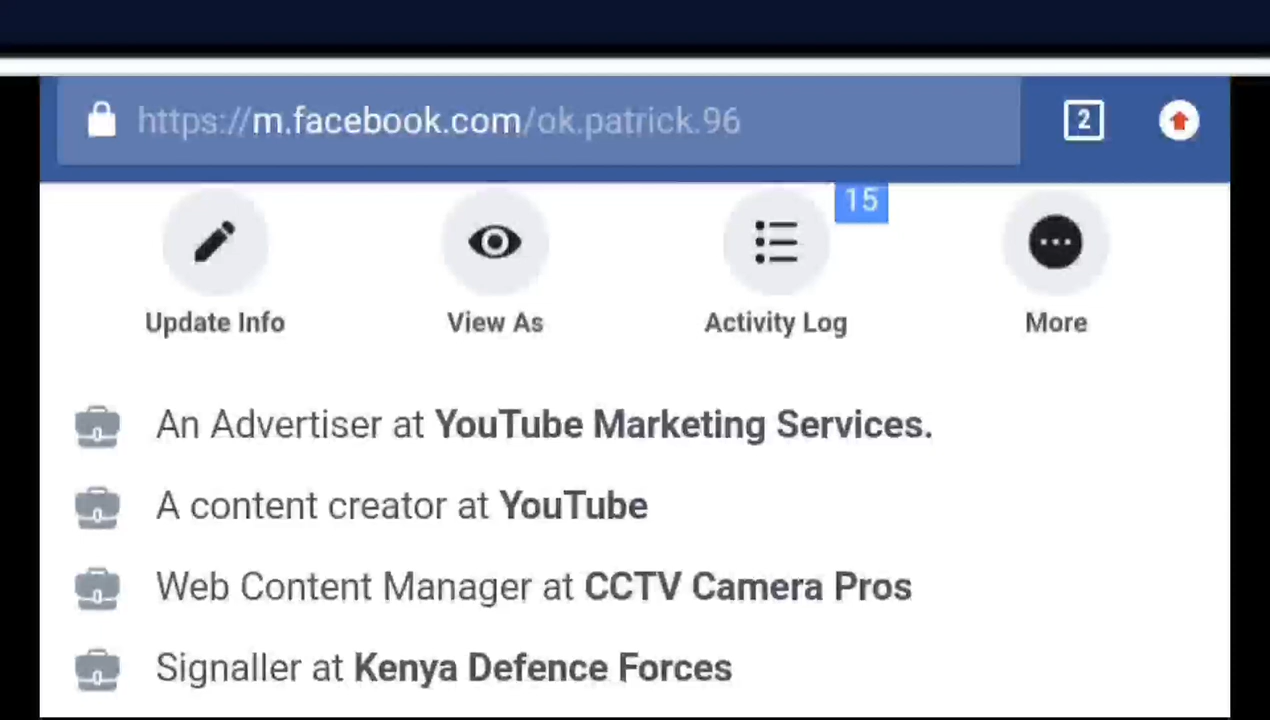 https://m.facebook.com/ok.patrick.96
2
15
Update Info
View As
Activity Log
More
An Advertiser at YouTube Marketing Services.
A content creator at YouTube
Web Content Manager at CCTV Camera Pros
Signaller at Kenya Defence Forces